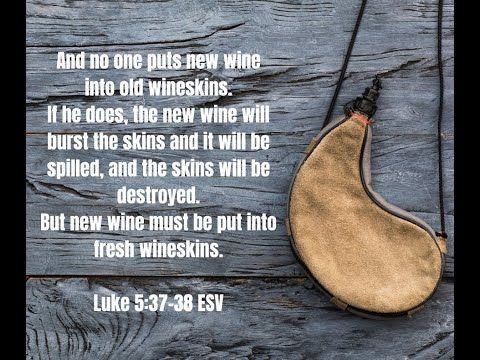 And no one puts new wine
into old wineskins.
If he does, the new wine will
burst the skins and it will be
spilled, and the skins will be
destroyed.
But new wine must be put into
fresh wineskins.
Luke 5:37-38 ESV